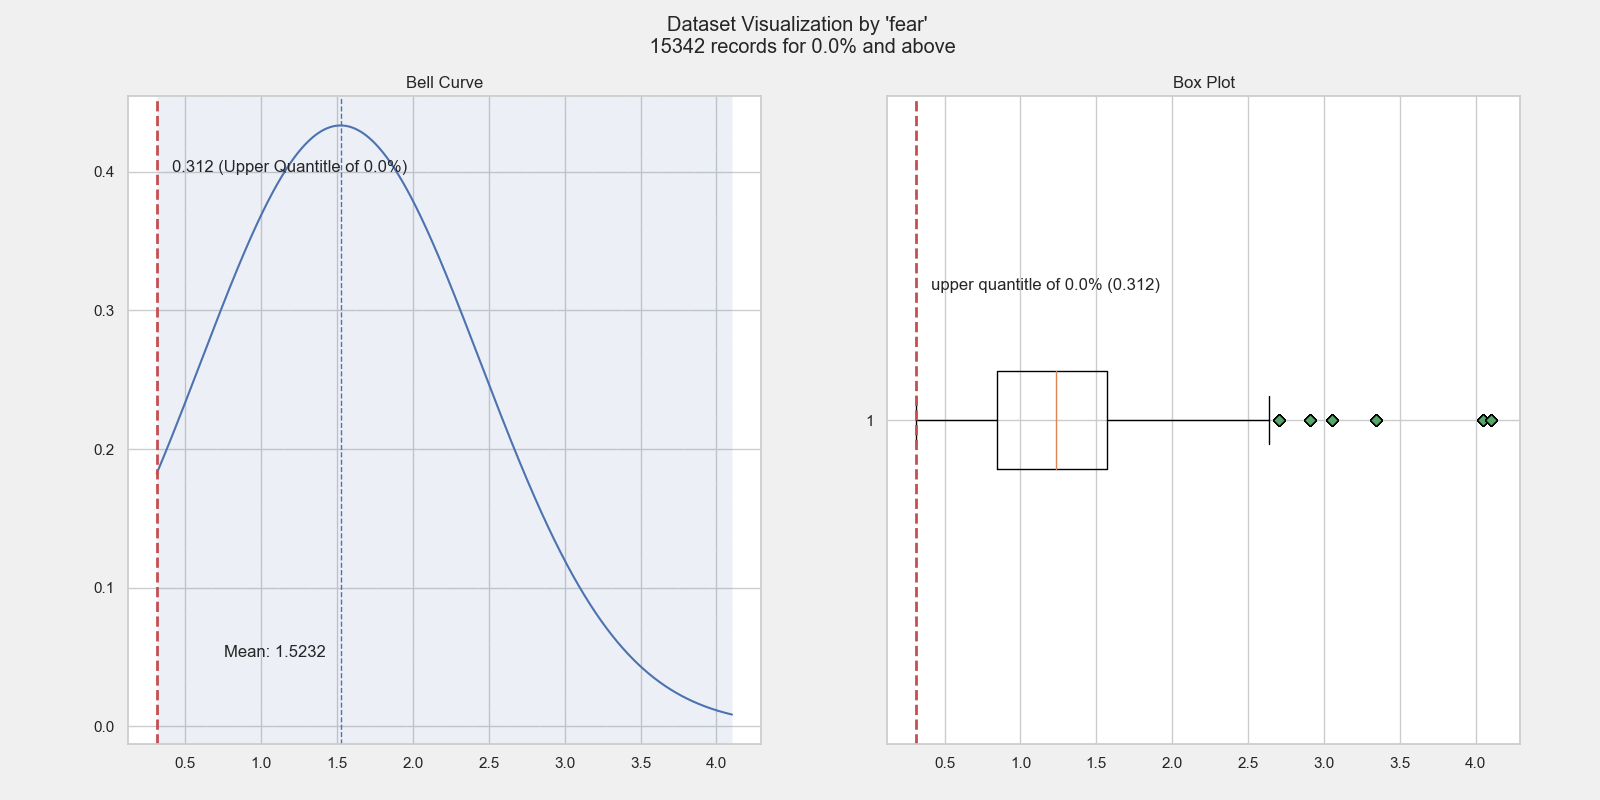 Dataset Visualization by 'fear'
15342 records for 0.0% and above
Bell Curve
0.4
0.3
0.2
0.1
0.0
0.312 (Upper Quantitle of 0.0%)
Mean: 1.5232
0.5 1.0 1.5 2.0 2.5 3.0 3.5 4.0
Box Plot
upper quantitle of 0.0% (0.312)
1
0.5 1.0 1.5 2.0 2.5 3.0 3.5 4.0